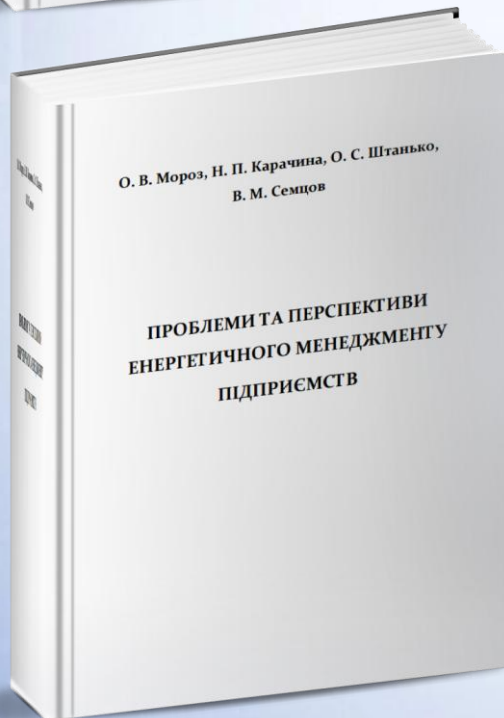 О. В. Мороз, Н. П. Карачина, О. С. Штанько,
В. М. Семцов
ПРОБЛЕМИ ТА ПЕРСПЕКТИВИ
ЕНЕРГЕТИЧНОГО МЕНЕДЖМЕНТУ
ПІДПРИЄМСТВ